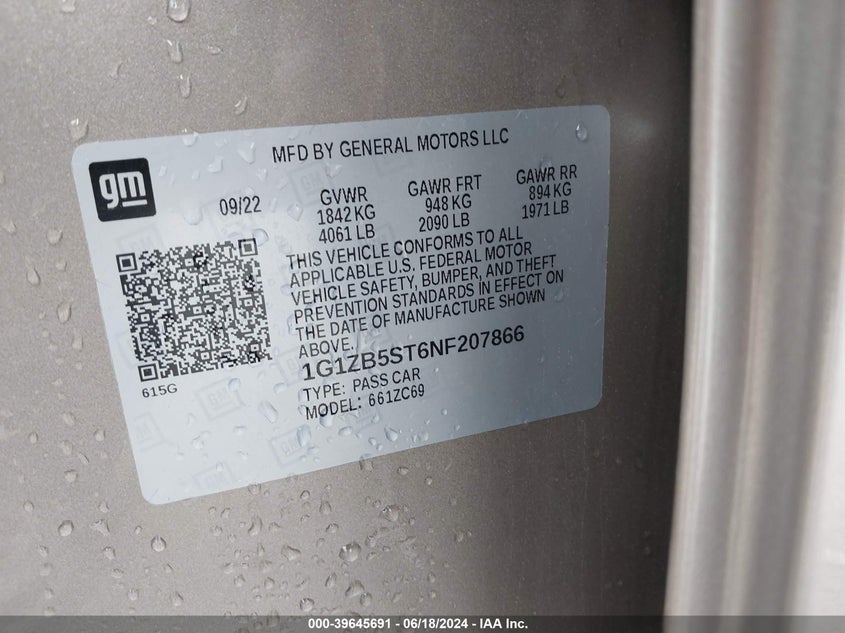 MFD BY GENERAL MOTORS LLC
gm
09/22
GVWR
1842 KG
4061 LB
GAWR FRT
948 KG
2090 LB
GAWR RR
894 KG
1971 LB
THIS VEHICLE CONFORMS TO ALL
APPLICABLE U.S. FEDERAL MOTOR
VEHICLE SAFETY, BUMPER, AND THEFT
PREVENTION STANDARDS IN EFFECT ON
THE DATE OF MANUFACTURE SHOWN
ABOVE.
1G1ZB5ST6NF207866
TYPE: PASS CAR
MODEL: 661ZC69
615G
000-39645691 - 06/18/2024 - IAA Inc.